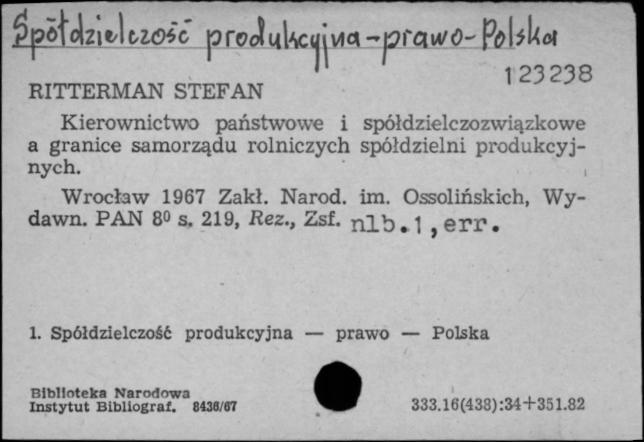 Spółdzielczość produkcyjna-prawo-Polska
123238
RITTERMAN STEFAN
Kierownictwo państwowe i spółdzielczozwiązkowe
a granice samorządu rolniczych spółdzielni produkcyj-
nych.
Wrocław 1967 Zakł. Narod. im. Ossolińskich, Wy-
dawn. PAN 8º s. 219, Rez., Zsf. nlb.1,err.
1. Spółdzielczość produkcyjna — prawo — Polska
Biblioteka Narodowa
Instytut Bibliograf. 8436/67
333.16(438):34+351.82